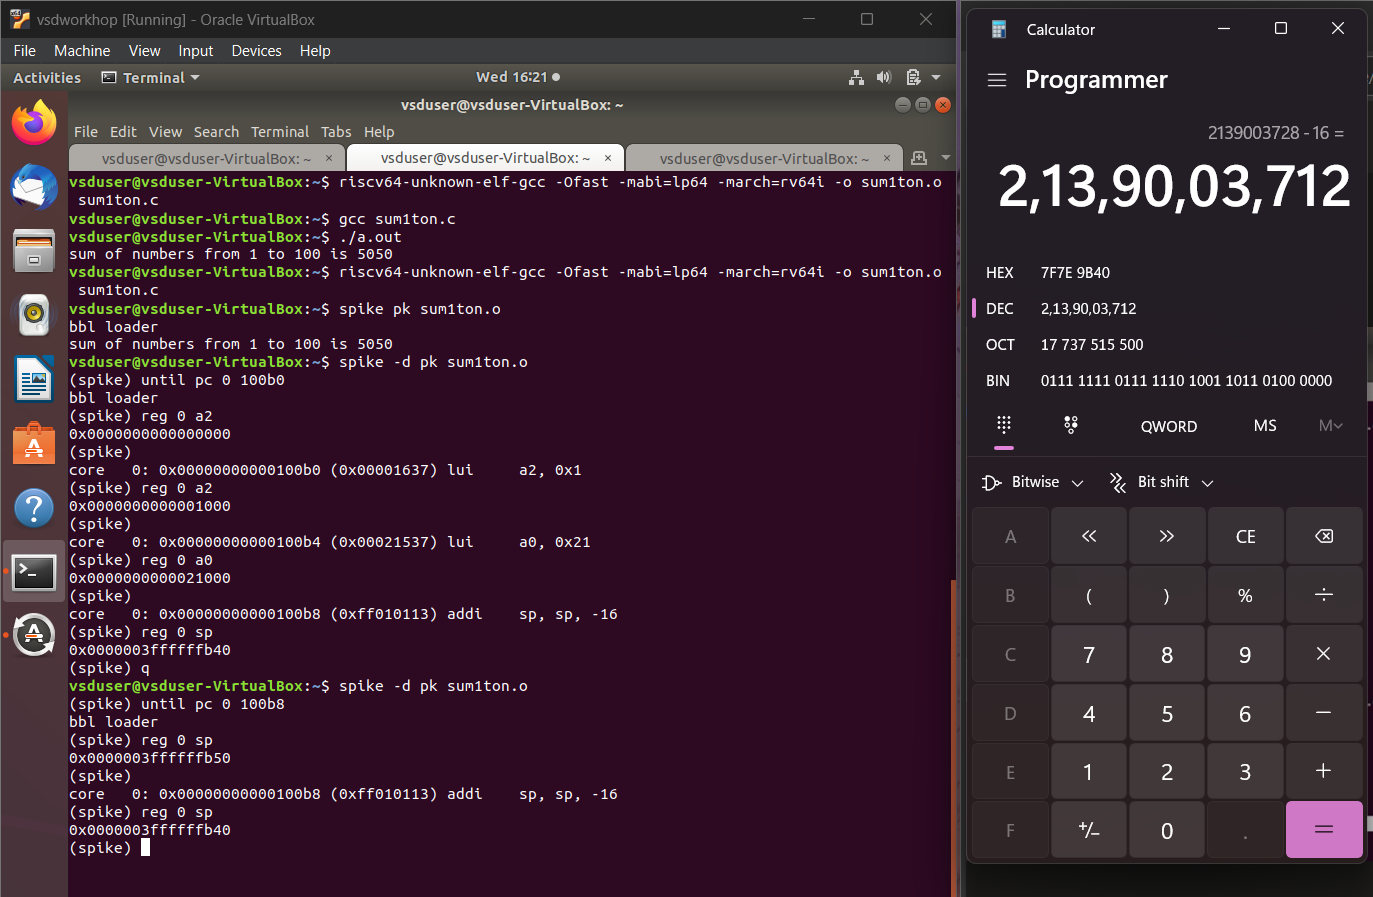 vsdworkhop [Running] - Oracle VirtualBox
File Machine View Input Devices Help
Activities Terminal Wed 16:21
vsduser@vsduser-VirtualBox: ~
File Edit View Search Terminal Tabs Help
vsduser@vsduser-VirtualBox: ~ × vsduser@vsduser-VirtualBox: ~ × vsduser@vsduser-VirtualBox: ~ ×
vsduser@vsduser-VirtualBox:~$ riscv64-unknown-elf-gcc -Ofast -mabi=lp64 -march=rv64i -o sum1ton.o
sum1ton.c
vsduser@vsduser-VirtualBox:~$ gcc sum1ton.c
vsduser@vsduser-VirtualBox:~$ ./a.out
sum of numbers from 1 to 100 is 5050
vsduser@vsduser-VirtualBox:~$ riscv64-unknown-elf-gcc -Ofast -mabi=lp64 -march=rv64i -o sum1ton.o
sum1ton.c
vsduser@vsduser-VirtualBox:~$ spike pk sum1ton.o
bbl loader
sum of numbers from 1 to 100 is 5050
vsduser@vsduser-VirtualBox:~$ spike -d pk sum1ton.o
(spike) until pc 0 100b0
bbl loader
(spike) reg 0 a2
0x0000000000000000
(spike)
core   0: 0x00000000000100b0 (0x00001637) lui     a2, 0x1
(spike) reg 0 a2
0x0000000000001000
(spike)
core   0: 0x00000000000100b4 (0x00021537) lui     a0, 0x21
(spike) reg 0 a0
0x0000000000021000
(spike)
core   0: 0x00000000000100b8 (0xff010113) addi    sp, sp, -16
(spike) reg 0 sp
0x0000003ffffffb40
(spike) q
vsduser@vsduser-VirtualBox:~$ spike -d pk sum1ton.o
(spike) until pc 0 100b8
bbl loader
(spike) reg 0 sp
0x0000003ffffffb50
(spike)
core   0: 0x00000000000100b8 (0xff010113) addi    sp, sp, -16
(spike) reg 0 sp
0x0000003ffffffb40
(spike)
Calculator
Programmer
2139003728 - 16 =
2,13,90,03,712
HEX 7F7E 9B40
DEC 2,13,90,03,712
OCT 17 737 515 500
BIN 0111 1111 0111 1110 1001 1011 0100 0000
QWORD MS M
Bitwise Bit shift
A « » CE
B ( ) % ÷
C 7 8 9 ×
D 4 5 6 −
E 1 2 3 +
F +/− 0 . =